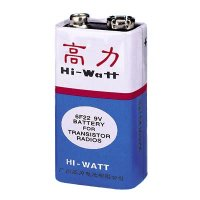 高力
Hi-Watt
6F22 9V
BATTERY
FOR
TRANSISTOR
RADIOS
HI-WATT